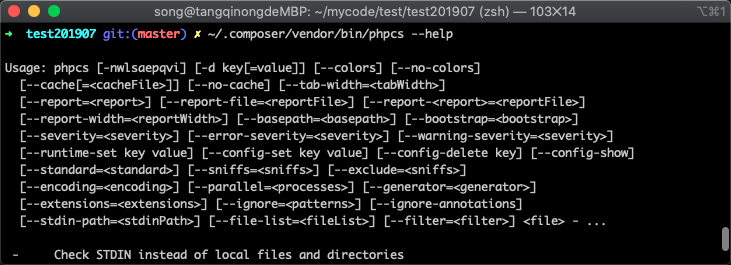 song@tangqinongdeMBP: ~/mycode/test/test201907 (zsh) — 103×14
⌥⌘1
➜  test201907 git:(master) ✗ ~/.composer/vendor/bin/phpcs --help
Usage: phpcs [-nwlsaepqvi] [-d key[=value]] [--colors] [--no-colors]
  [--cache[=<cacheFile>]] [--no-cache] [--tab-width=<tabWidth>]
  [--report=<report>] [--report-file=<reportFile>] [--report-<report>=<reportFile>]
  [--report-width=<reportWidth>] [--basepath=<basepath>] [--bootstrap=<bootstrap>]
  [--severity=<severity>] [--error-severity=<severity>] [--warning-severity=<severity>]
  [--runtime-set key value] [--config-set key value] [--config-delete key] [--config-show]
  [--standard=<standard>] [--sniffs=<sniffs>] [--exclude=<sniffs>]
  [--encoding=<encoding>] [--parallel=<processes>] [--generator=<generator>]
  [--extensions=<extensions>] [--ignore=<patterns>] [--ignore-annotations]
  [--stdin-path=<stdinPath>] [--file-list=<fileList>] [--filter=<filter>] <file> - ...
 -     Check STDIN instead of local files and directories